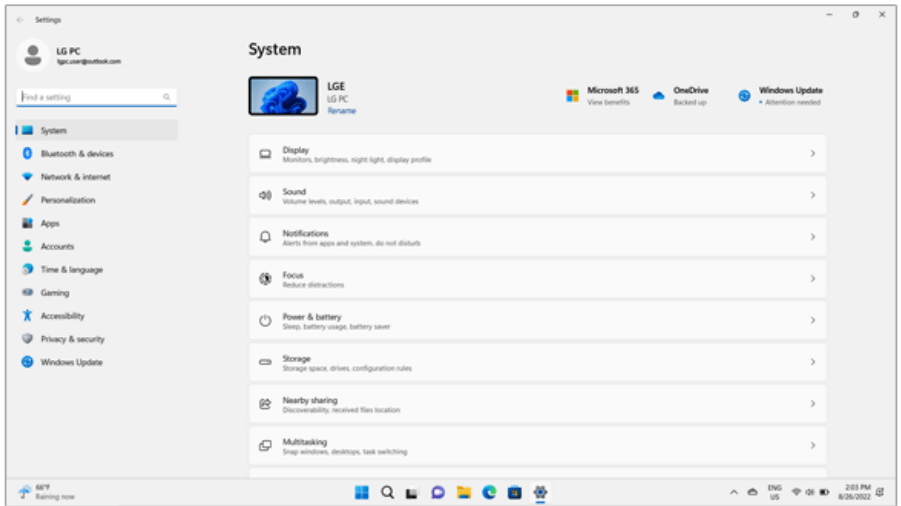 Settings
LG PC
lgpc.user@outlook.com
Find a setting
System
Bluetooth & devices
Network & internet
Personalization
Apps
Accounts
Time & language
Gaming
Accessibility
Privacy & security
Windows Update
System
LGE
LG PC
Rename
Microsoft 365
View benefits
OneDrive
Backed up
Windows Update
• Attention needed
Display
Monitors, brightness, night light, display profile
Sound
Volume levels, output, input, sound devices
Notifications
Alerts from apps and system, do not disturb
Focus
Reduce distractions
Power & battery
Sleep, battery usage, battery saver
Storage
Storage space, drives, configuration rules
Nearby sharing
Discoverability, received files location
Multitasking
Snap windows, desktops, task switching
66°F
Raining now
ENG
US
2:03 PM
8/26/2022